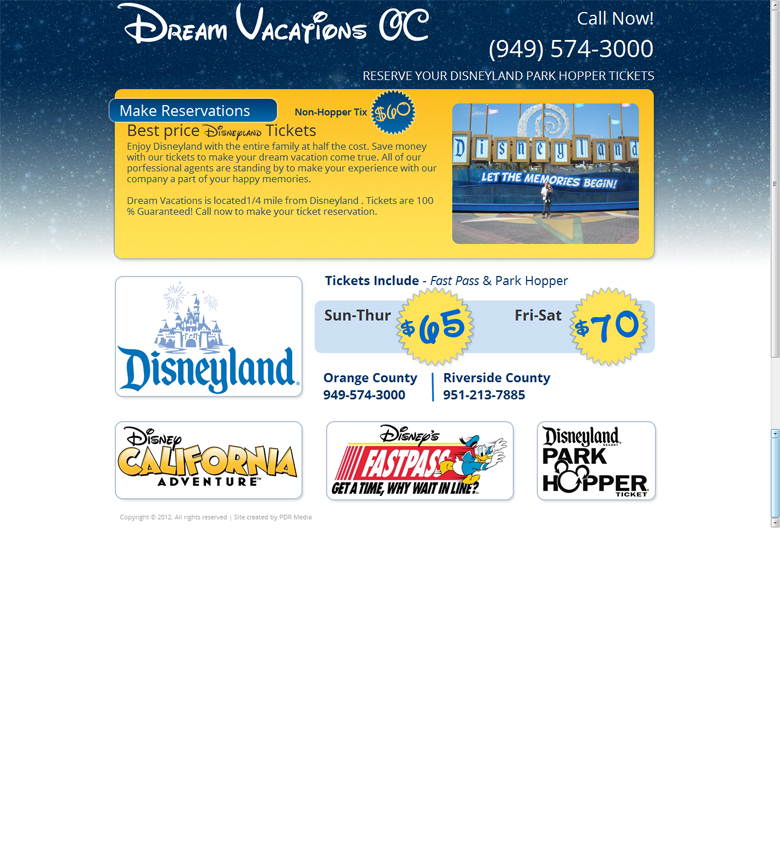 Dream Vacations OC
Call Now!
(949) 574-3000
RESERVE YOUR DISNEYLAND PARK HOPPER TICKETS
Make Reservations
Non-Hopper Tix $60
Best price Disneyland Tickets
Enjoy Disneyland with the entire family at half the cost. Save money
with our tickets to make your dream vacation come true. All of our
porfessional agents are standing by to make your experience with our
company a part of your happy memories.
Dream Vacations is located1/4 mile from Disneyland . Tickets are 100
% Guaranteed! Call now to make your ticket reservation.
Disneyland
LET THE MEMORIES BEGIN!
Tickets Include - Fast Pass & Park Hopper
Sun-Thur $65 Fri-Sat $70
Disneyland®
Orange County
949-574-3000
Riverside County
951-213-7885
Disney
CALIFORNIA
ADVENTURE™
Disney's
FASTPASS
GET A TIME, WHY WAIT IN LINE?
Disneyland
RESORT
PARK
HOPPER
TICKET
Copyright © 2012. All rights reserved | Site created by PDR Media